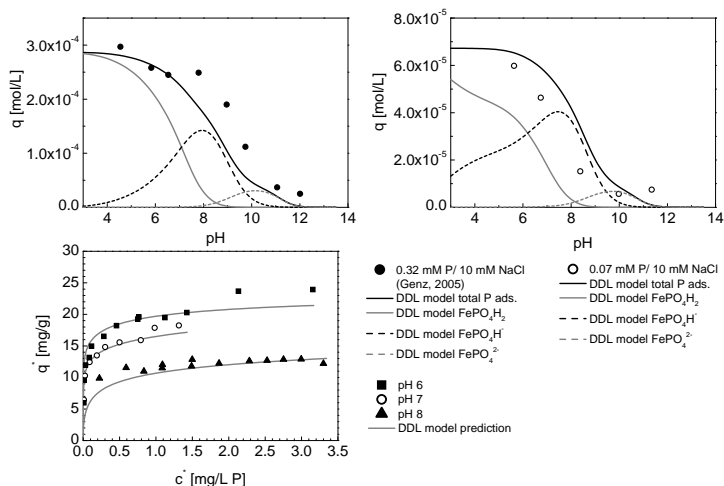 3.0x10⁻⁴
2.0x10⁻⁴
1.0x10⁻⁴
0.0
q [mol/L]
4 6 8 10 12 14
pH
8.x10⁻⁵
6.x10⁻⁵
4.x10⁻⁵
2.x10⁻⁵
0.0
q [mol/L]
4 6 8 10 12 14
pH
30
25
20
15
10
5
0
q* [mg/g]
0.0 0.5 1.0 1.5 2.0 2.5 3.0 3.5
c* [mg/L P]
0.32 mM P/ 10 mM NaCl
(Genz, 2005)
DDL model total P ads.
DDL model FePO₄H₂
DDL model FePO₄H⁻
DDL model FePO₄²⁻
0.07 mM P/ 10 mM NaCl
DDL model total P ads.
DDL model FePO₄H₂
DDL model FePO₄H⁻
DDL model FePO₄²⁻
pH 6
pH 7
pH 8
DDL model prediction